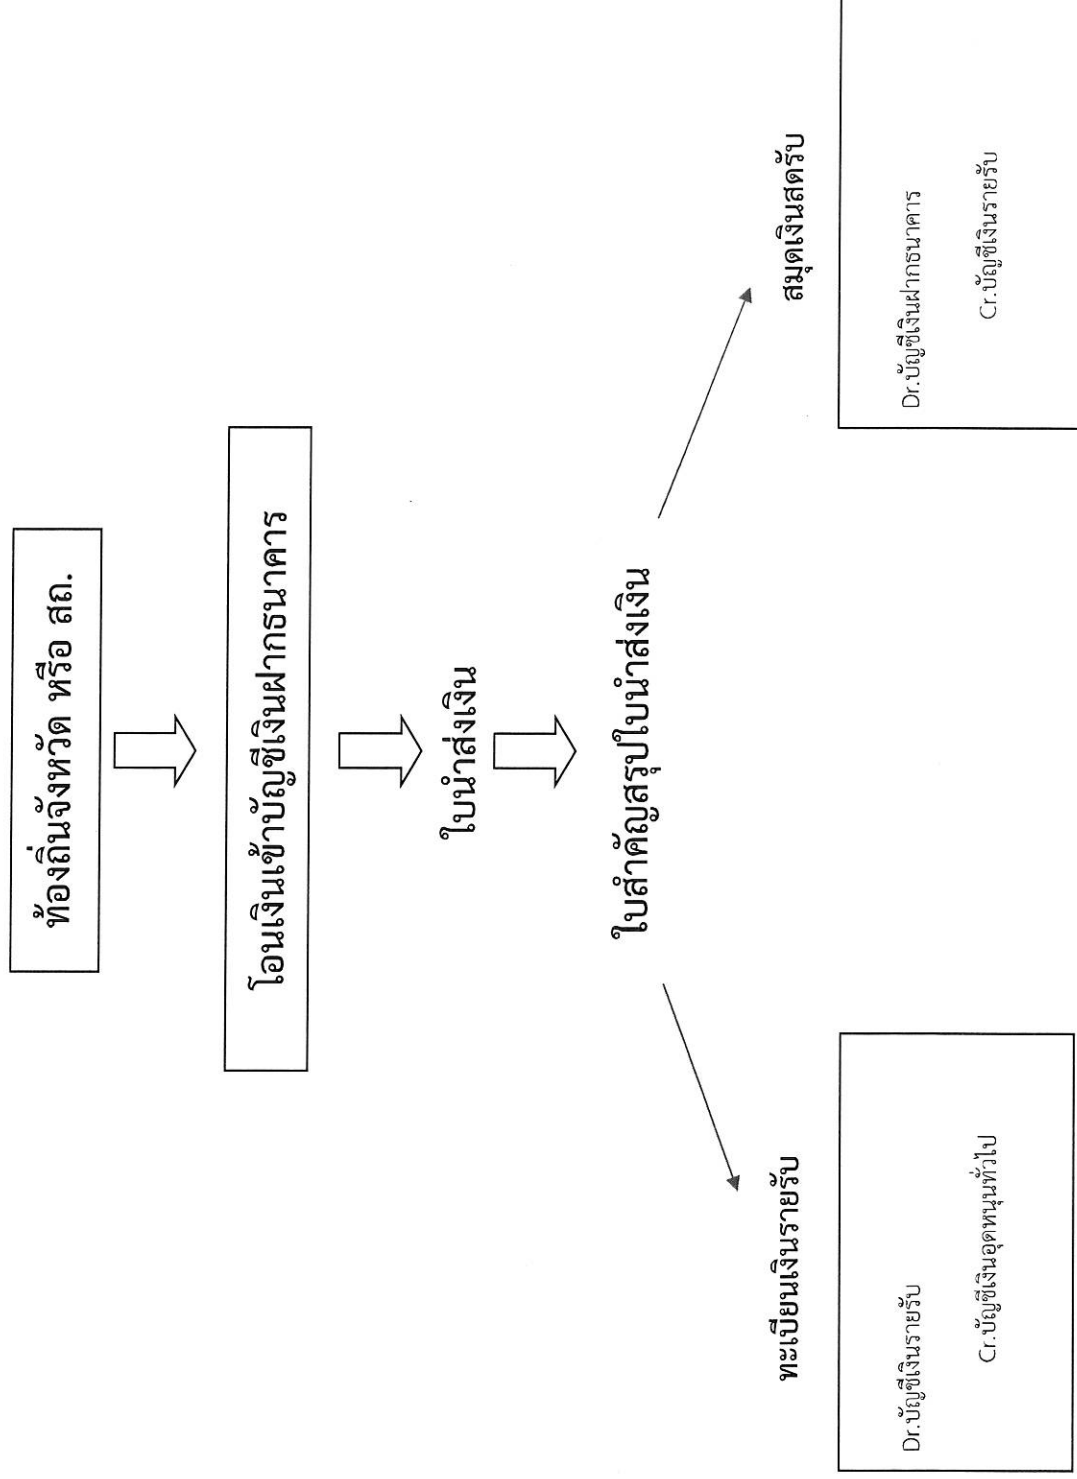 ท้องถิ่นจังหวัด หรือ สถ.
โอนเงินเข้าบัญชีเงินฝากธนาคาร
ใบนำส่งเงิน
ใบสำคัญสรุปใบนำส่งเงิน
ทะเบียนเงินรายรับ
Dr.บัญชีเงินรายรับ
Cr.บัญชีเงินอุดหนุนทั่วไป
สมุดเงินสดรับ
Dr.บัญชีเงินฝากธนาคาร
Cr.บัญชีเงินรายรับ